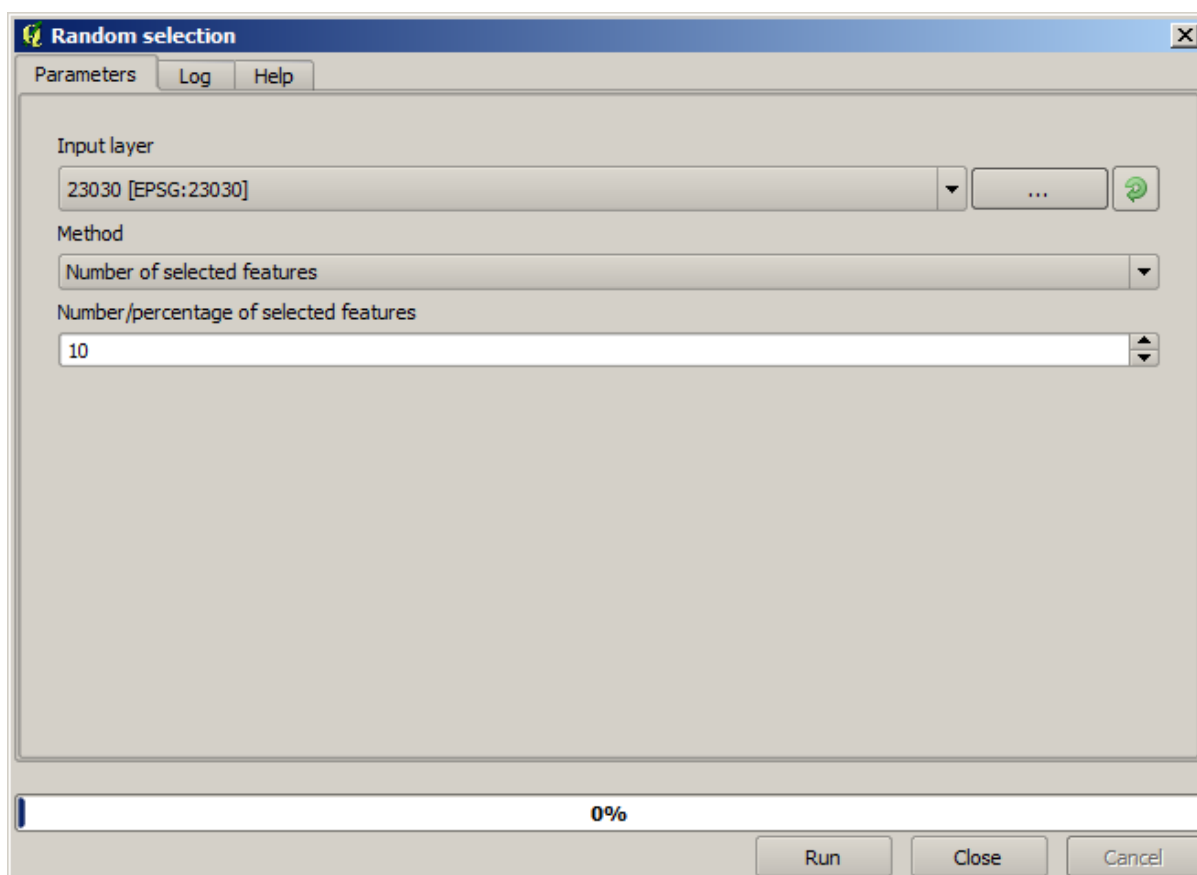 Random selection
Parameters Log Help
Input layer
23030 [EPSG:23030] ...
Method
Number of selected features
Number/percentage of selected features
10
0%
Run Close Cancel